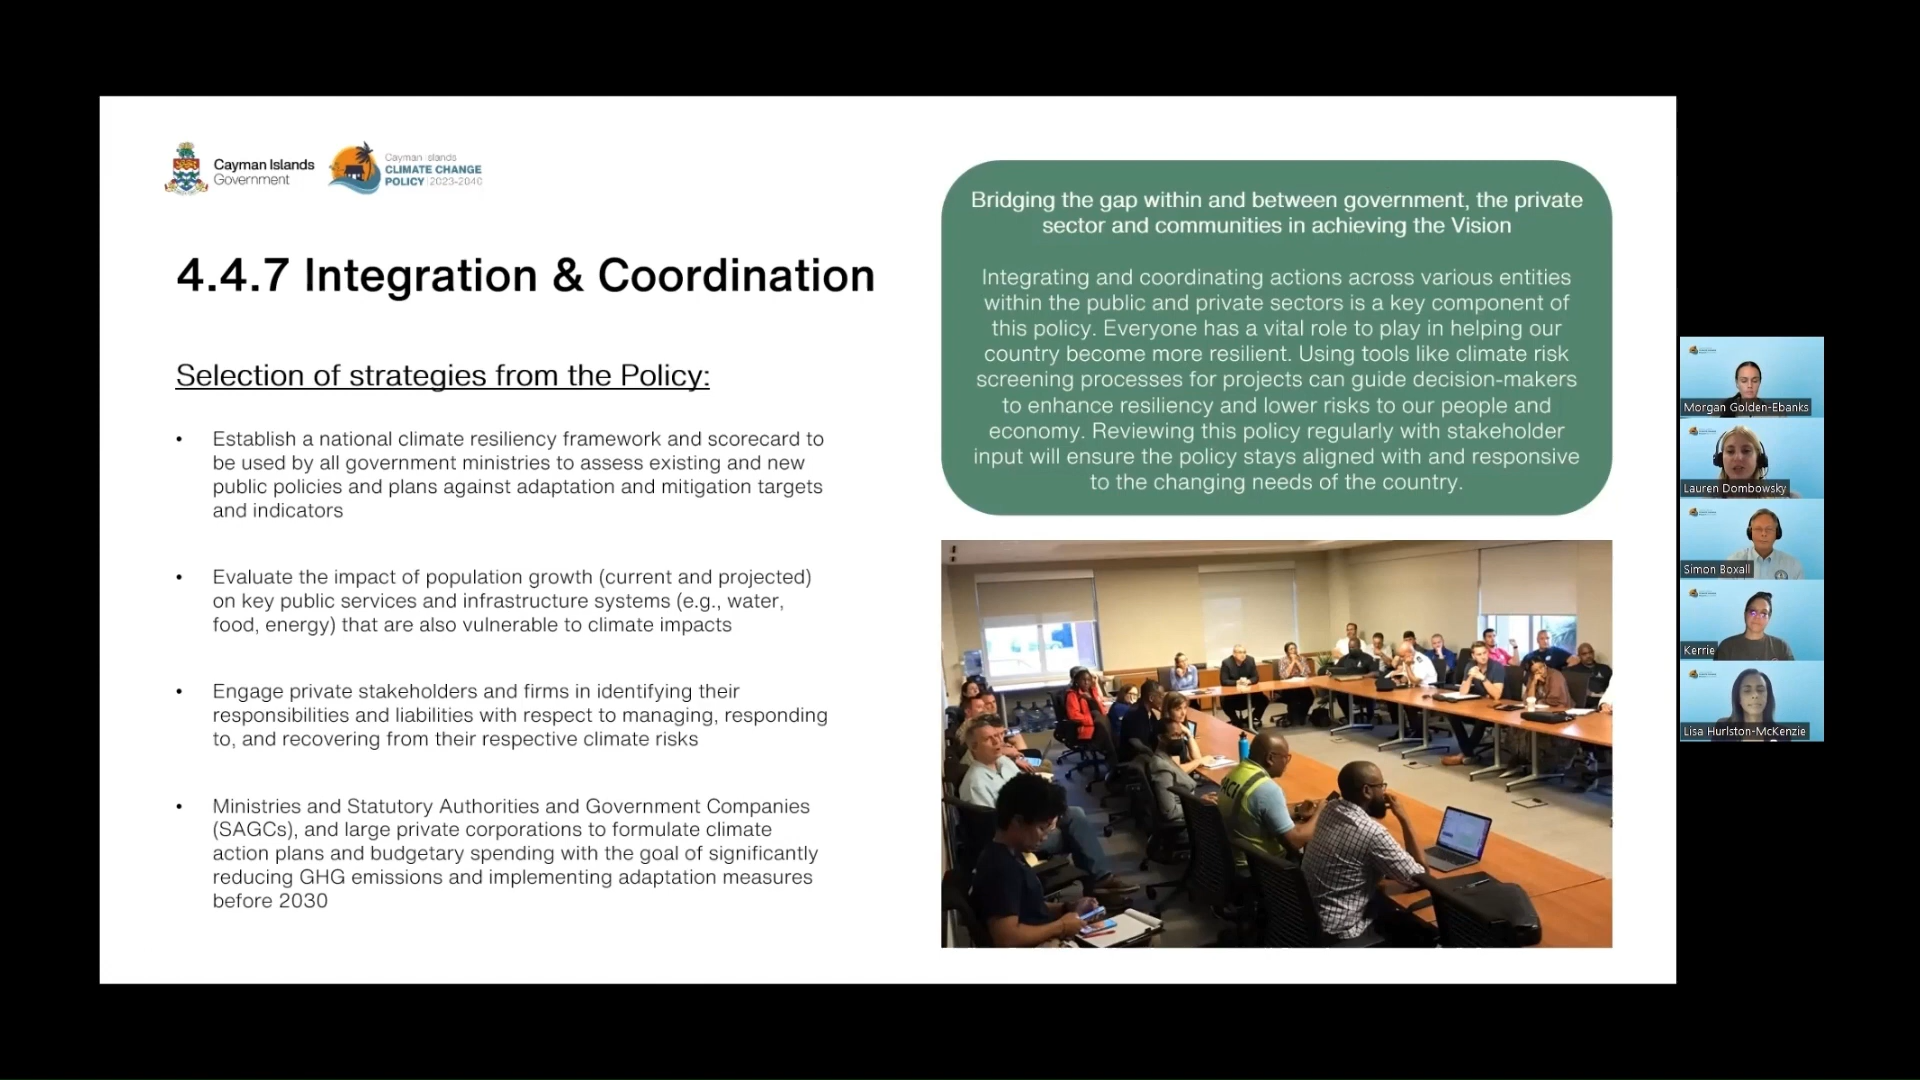 Cayman Islands
Government
Cayman Islands
CLIMATE CHANGE
POLICY | 2023-2040
4.4.7 Integration & Coordination
Selection of strategies from the Policy:
• Establish a national climate resiliency framework and scorecard to
be used by all government ministries to assess existing and new
public policies and plans against adaptation and mitigation targets
and indicators
• Evaluate the impact of population growth (current and projected)
on key public services and infrastructure systems (e.g., water,
food, energy) that are also vulnerable to climate impacts
• Engage private stakeholders and firms in identifying their
responsibilities and liabilities with respect to managing, responding
to, and recovering from their respective climate risks
• Ministries and Statutory Authorities and Government Companies
(SAGCs), and large private corporations to formulate climate
action plans and budgetary spending with the goal of significantly
reducing GHG emissions and implementing adaptation measures
before 2030
Bridging the gap within and between government, the private
sector and communities in achieving the Vision
Integrating and coordinating actions across various entities
within the public and private sectors is a key component of
this policy. Everyone has a vital role to play in helping our
country become more resilient. Using tools like climate risk
screening processes for projects can guide decision-makers
to enhance resiliency and lower risks to our people and
economy. Reviewing this policy regularly with stakeholder
input will ensure the policy stays aligned with and responsive
to the changing needs of the country.
Morgan Golden-Ebanks
Lauren Dombowsky
Simon Boxall
Kerrie
Lisa Hurlston-McKenzie